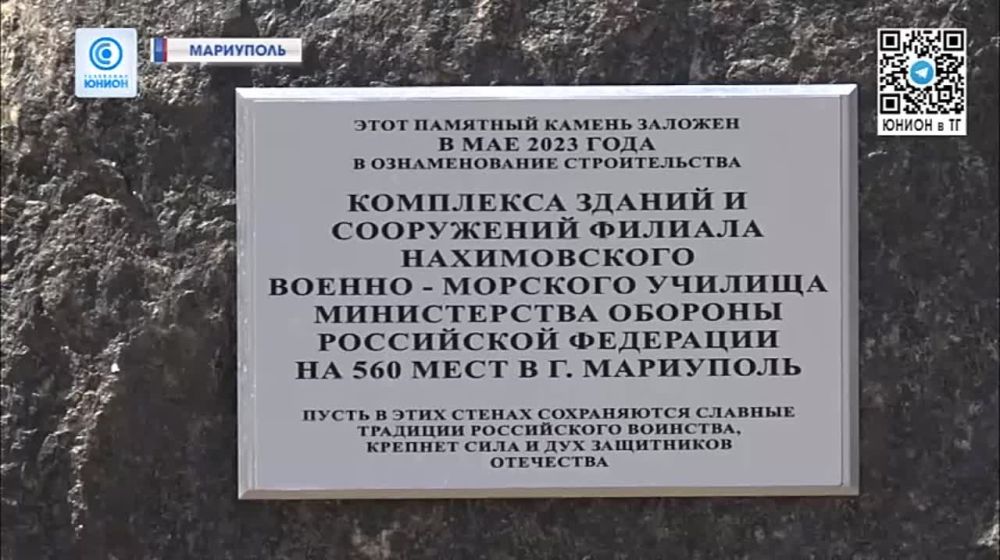 ТЕЛЕКАНАЛ
ЮНИОН
МАРИУПОЛЬ
ЮНИОН в ТГ
ЭТОТ ПАМЯТНЫЙ КАМЕНЬ ЗАЛОЖЕН
В МАЕ 2023 ГОДА
В ОЗНАМЕНОВАНИЕ СТРОИТЕЛЬСТВА
КОМПЛЕКСА ЗДАНИЙ И
СООРУЖЕНИЙ ФИЛИАЛА
НАХИМОВСКОГО
ВОЕННО - МОРСКОГО УЧИЛИЩА
МИНИСТЕРСТВА ОБОРОНЫ
РОССИЙСКОЙ ФЕДЕРАЦИИ
НА 560 МЕСТ В Г. МАРИУПОЛЬ
ПУСТЬ В ЭТИХ СТЕНАХ СОХРАНЯЮТСЯ СЛАВНЫЕ
ТРАДИЦИИ РОССИЙСКОГО ВОИНСТВА,
КРЕПНЕТ СИЛА И ДУХ ЗАЩИТНИКОВ
ОТЕЧЕСТВА